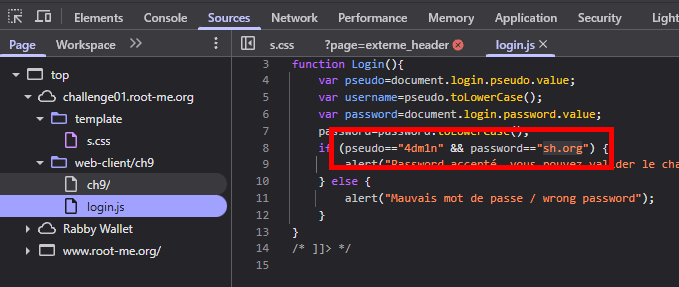 Elements Console Sources Network Performance Memory Application Security Light
Page Workspace
s.css ?page=externe_header login.js
top
challenge01.root-me.org
template
s.css
web-client/ch9
ch9/
login.js
Rabby Wallet
www.root-me.org/
3 function Login(){
4 var pseudo=document.login.pseudo.value;
5 var username=pseudo.toLowerCase();
6 var password=document.login.password.value;
7 password=password.toLowerCase();
8 if (pseudo=="4dm1n" && password=="sh.org") {
9 alert("Password accepté, vous pouvez valider le cha
10 } else {
11 alert("Mauvais mot de passe / wrong password");
12 }
13 }
14 /* ]]> */
15